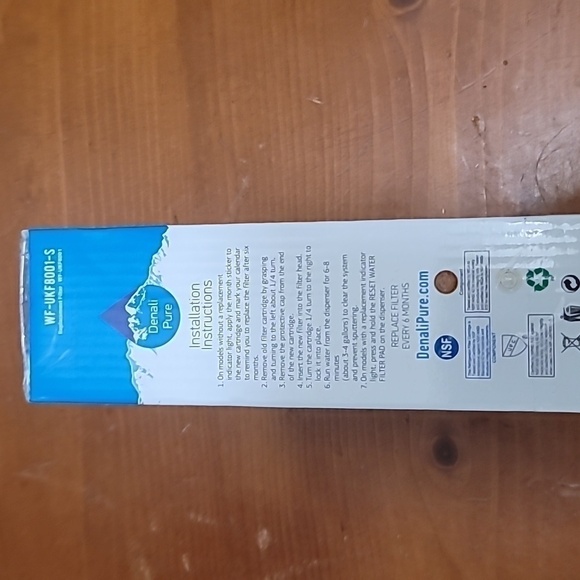 WF-UKF8001-S
Replacement Filter WF-UKF8001
Denali
Pure
Installation
Instructions
1. On models without a replacement
indicator light, apply the month sticker to
the new cartridge and mark your calendar
to remind you to replace the filter after six
months.
2. Remove old filter cartridge by grasping
and turning to the left about 1/4 turn.
3. Remove the protective cap from the end
of the new cartridge.
4. Insert the new filter into the filter head.
5. Turn the cartridge 1/4 turn to the right to
lock it into place.
6. Run water from the dispenser for 6-8
minutes
(about 3-4 gallons) to clear the system
and prevent sputtering.
7. On models with a replacement indicator
light, press and hold the RESET WATER
FILTER PAD on the dispenser.
REPLACE FILTER
EVERY 6 MONTHS
DenaliPure.com
NSF